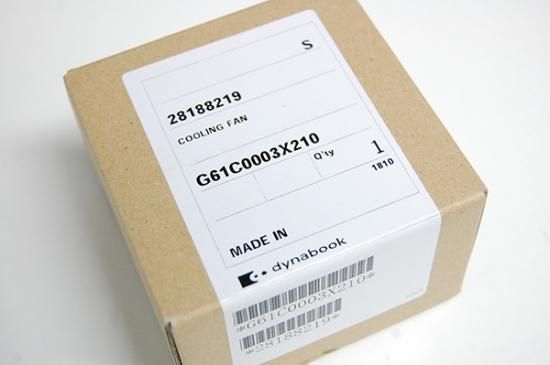 S
28188219
COOLING FAN
G61C0003X210
Q'ty 1
1810
MADE IN
dynabook
*G61C0003X210*
*28188219*